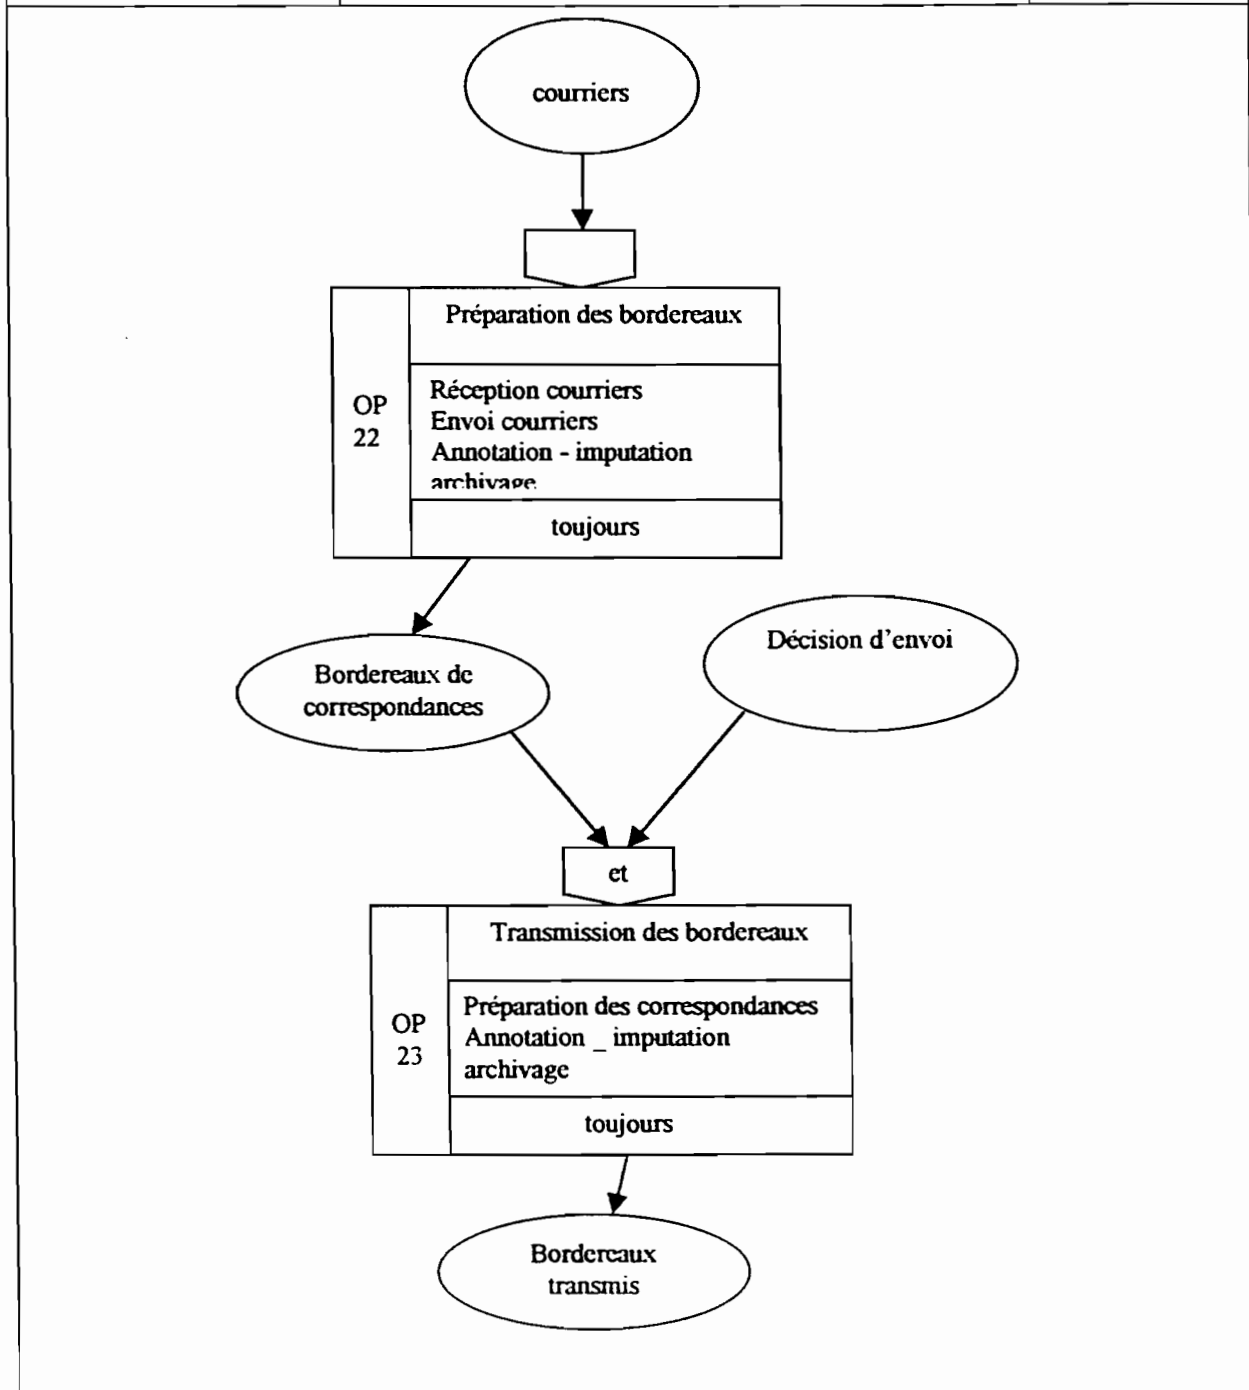 courriers
Préparation des bordereaux
OP
22
Réception courriers
Envoi courriers
Annotation - imputation
archivage
toujours
Bordereaux de
correspondances
Décision d'envoi
et
Transmission des bordereaux
OP
23
Préparation des correspondances
Annotation _ imputation
archivage
toujours
Bordereaux
transmis